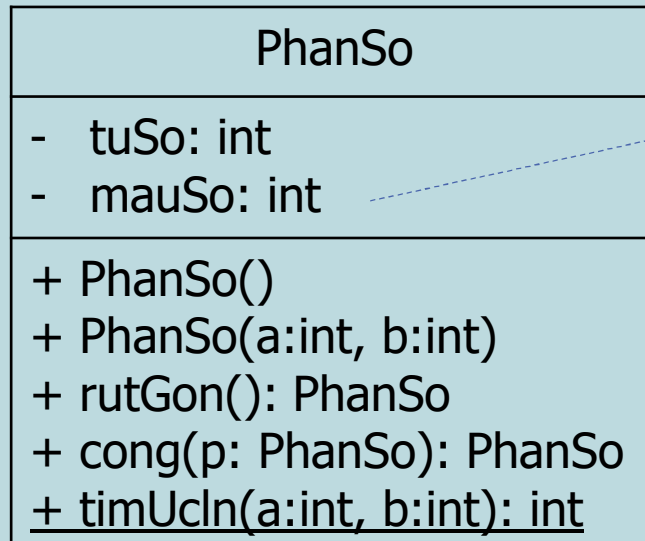 PhanSo
- tuSo: int
- mauSo: int
+ PhanSo()
+ PhanSo(a:int, b:int)
+ rutGon(): PhanSo
+ cong(p: PhanSo): PhanSo
+ timUcln(a:int, b:int): int